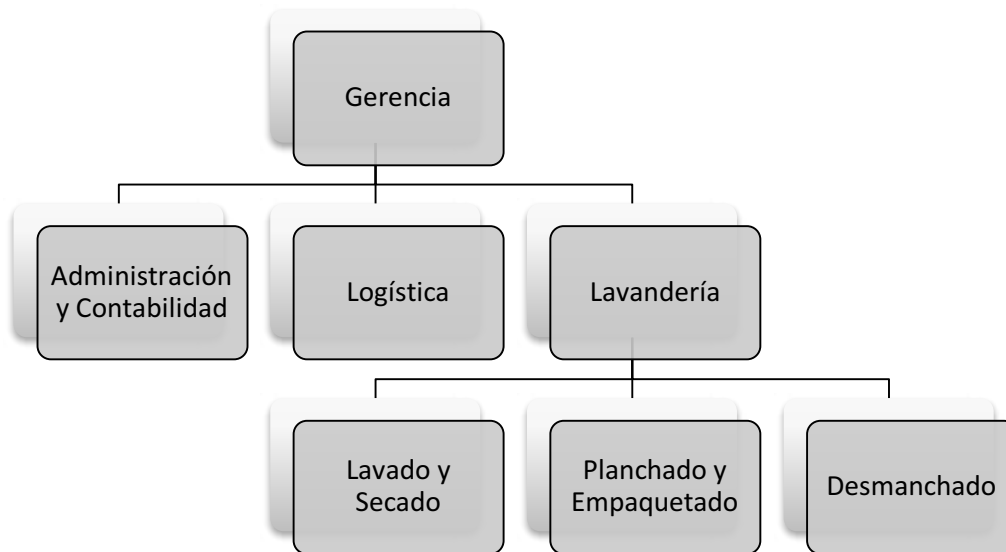 Gerencia
Administración
y Contabilidad
Logística
Lavandería
Lavado y
Secado
Planchado y
Empaquetado
Desmanchado